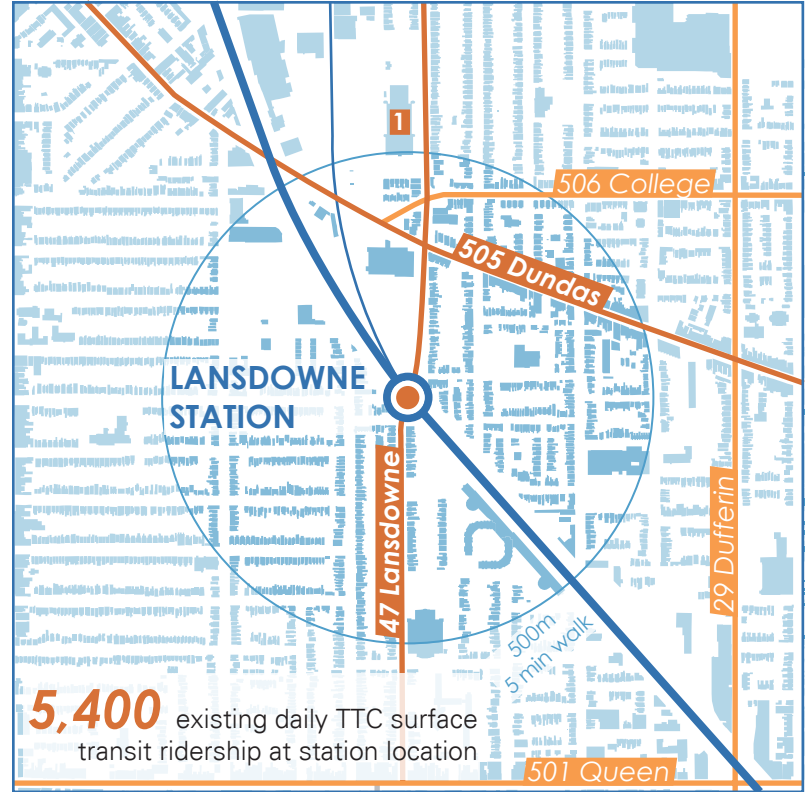 1
506 College
505 Dundas
LANSDOWNE
STATION
47 Lansdowne
29 Dufferin
500m
5 min walk
5,400 existing daily TTC surface
transit ridership at station location
501 Queen